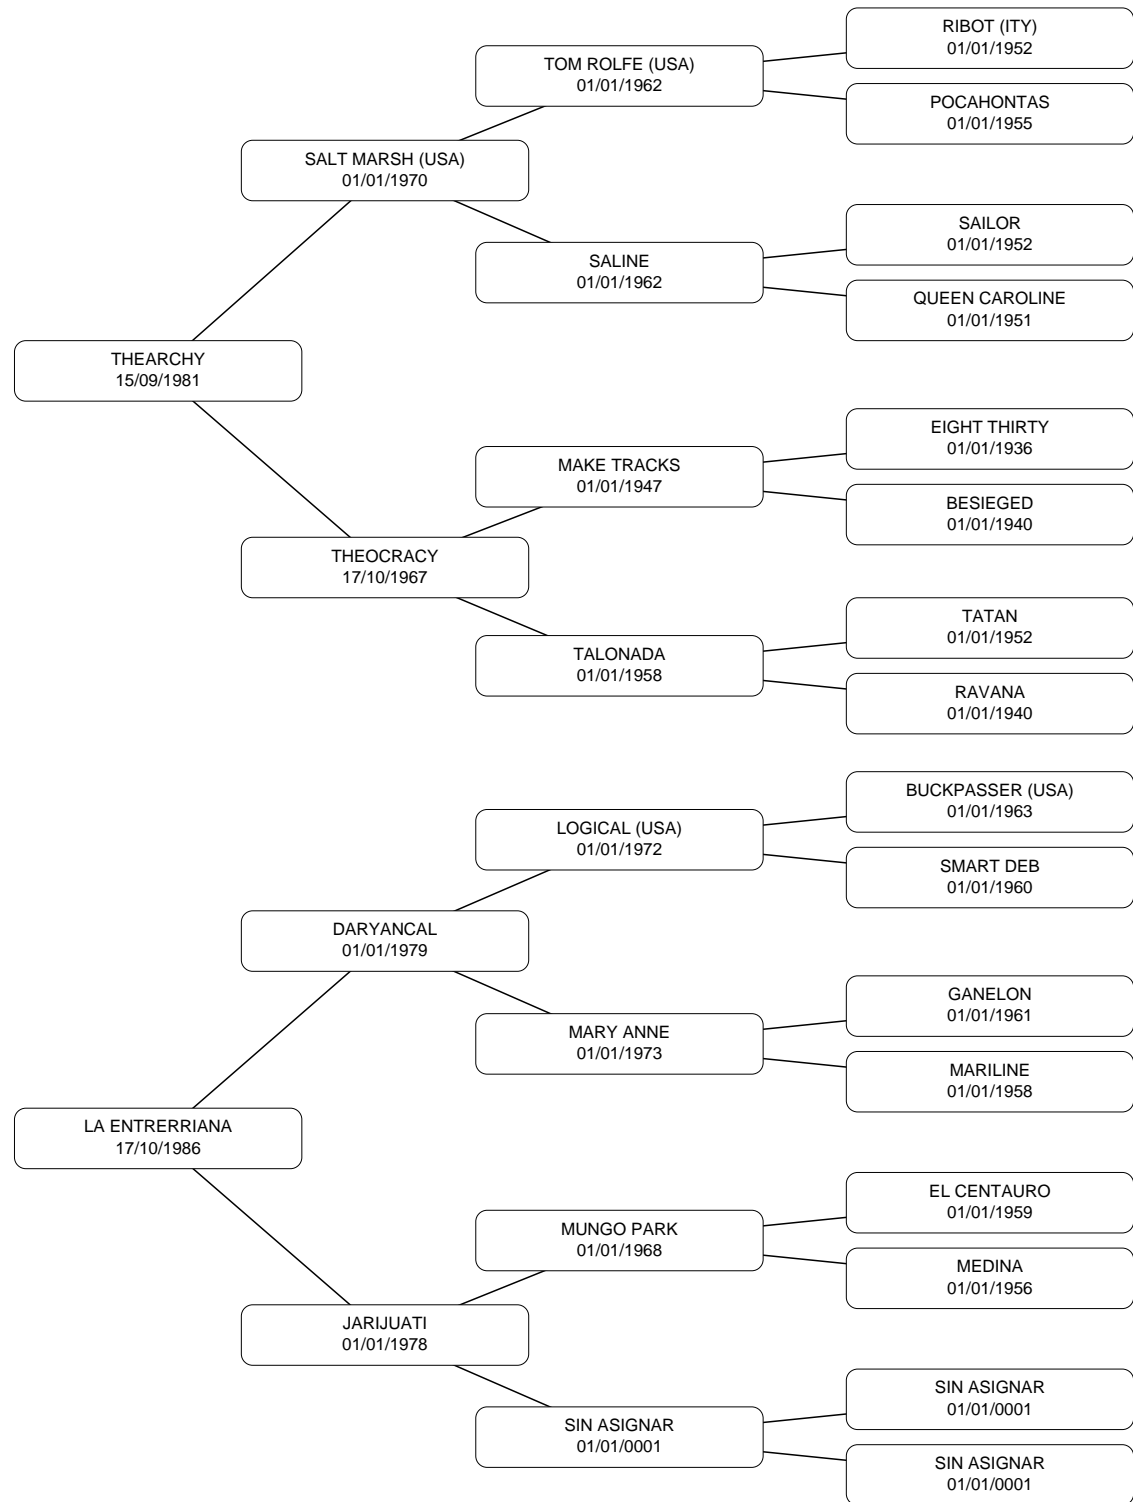 RIBOT (ITY)
01/01/1952
TOM ROLFE (USA)
01/01/1962
POCAHONTAS
01/01/1955
SALT MARSH (USA)
01/01/1970
SAILOR
01/01/1952
SALINE
01/01/1962
QUEEN CAROLINE
01/01/1951
THEARCHY
15/09/1981
EIGHT THIRTY
01/01/1936
MAKE TRACKS
01/01/1947
BESIEGED
01/01/1940
THEOCRACY
17/10/1967
TATAN
01/01/1952
TALONADA
01/01/1958
RAVANA
01/01/1940
BUCKPASSER (USA)
01/01/1963
LOGICAL (USA)
01/01/1972
SMART DEB
01/01/1960
DARYANCAL
01/01/1979
GANELON
01/01/1961
MARY ANNE
01/01/1973
MARILINE
01/01/1958
LA ENTRERRIANA
17/10/1986
EL CENTAURO
01/01/1959
MUNGO PARK
01/01/1968
MEDINA
01/01/1956
JARIJUATI
01/01/1978
SIN ASIGNAR
01/01/0001
SIN ASIGNAR
01/01/0001
SIN ASIGNAR
01/01/0001